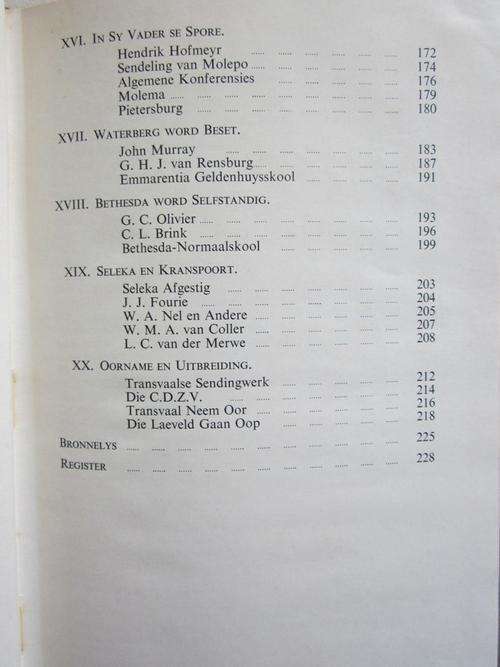 XVI. IN SY VADER SE SPORE.
Hendrik Hofmeyr ...... ...... ...... ...... ...... ...... 172
Sendeling van Molepo ...... ...... ...... ...... ...... ...... 174
Algemene Konferensies ...... ...... ...... ...... ...... 176
Molema ...... ...... ...... ...... ...... ...... ...... ...... ...... 179
Pietersburg ...... ...... ...... ...... ...... ...... ...... ...... 180
XVII. WATERBERG WORD BESET.
John Murray ...... ...... ...... ...... ...... ...... ...... 183
G. H. J. van Rensburg ...... ...... ...... ...... ...... ...... 187
Emmarentia Geldenhuysskool ...... ...... ...... ...... 191
XVIII. BETHESDA WORD SELFSTANDIG.
G. C. Olivier ...... ...... ...... ...... ...... ...... ...... ...... 193
C. L. Brink ...... ...... ...... ...... ...... ...... ...... ...... 196
Bethesda-Normaalskool ...... ...... ...... ...... ...... 199
XIX. SELEKA EN KRANSPOORT.
Seleka Afgestig ...... ...... ...... ...... ...... ...... ...... 203
J. J. Fourie ...... ...... ...... ...... ...... ...... ...... ...... 204
W. A. Nel en Andere ...... ...... ...... ...... ...... ...... 205
W. M. A. van Coller ...... ...... ...... ...... ...... ...... 207
L. C. van der Merwe ...... ...... ...... ...... ...... ...... 208
XX. OORNAME EN UITBREIDING.
Transvaalse Sendingwerk ...... ...... ...... ...... ...... 212
Die C.D.Z.V. ...... ...... ...... ...... ...... ...... ...... 214
Transvaal Neem Oor ...... ...... ...... ...... ...... ...... 216
Die Laeveld Gaan Oop ...... ...... ...... ...... ...... 218
BRONNELYS ...... ...... ...... ...... ...... ...... ...... ...... ...... ...... ...... 225
REGISTER ...... ...... ...... ...... ...... ...... ...... ...... ...... ...... ...... 228